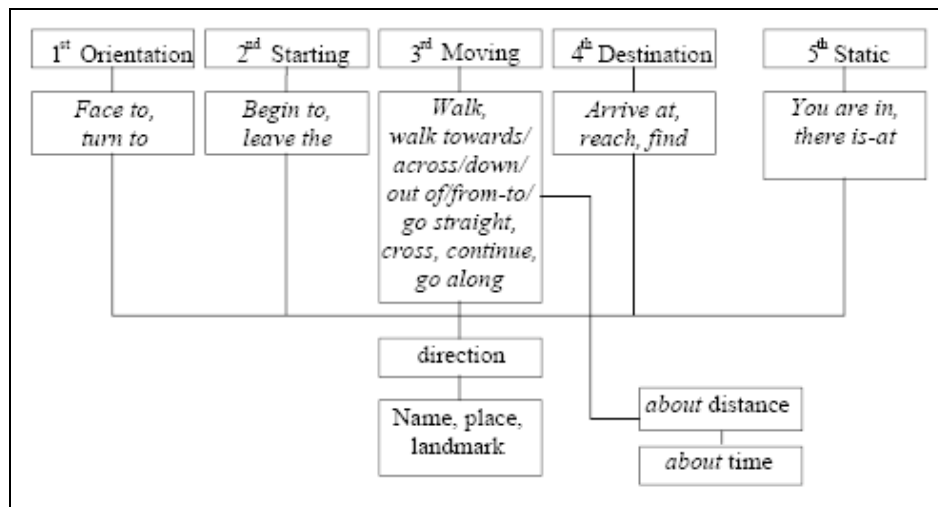 1st Orientation
2nd Starting
3rd Moving
4th Destination
5th Static
Face to,
turn to
Begin to,
leave the
Walk,
walk towards/
across/down/
out of/from-to/
go straight,
cross, continue,
go along
Arrive at,
reach, find
You are in,
there is-at
direction
Name, place,
landmark
about distance
about time